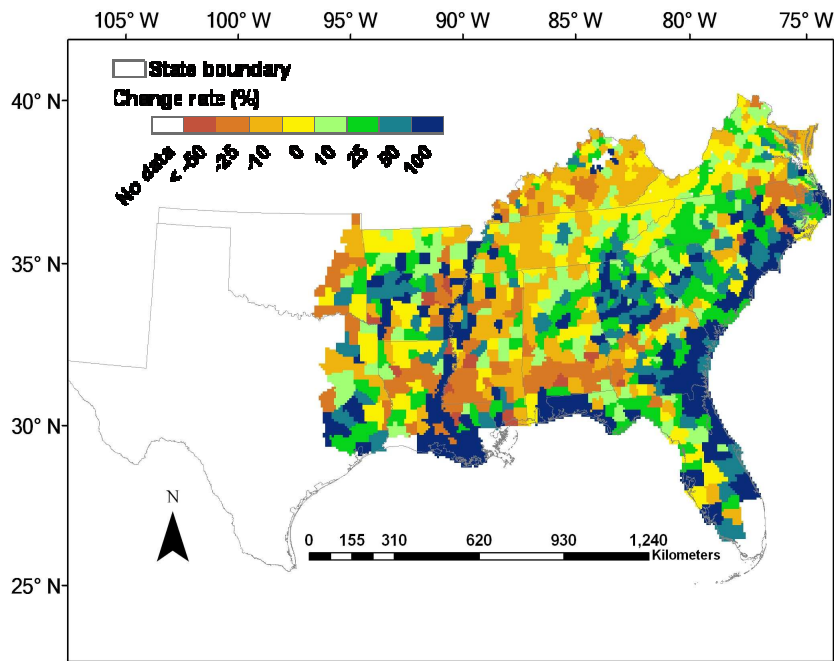 105° W 100° W 95° W 90° W 85° W 80° W 75° W
State boundary
Change rate (%)
No data < -50 -25 -10 0 10 25 50 100
40° N
35° N
30° N
25° N
N
0 155 310 620 930 1,240
Kilometers